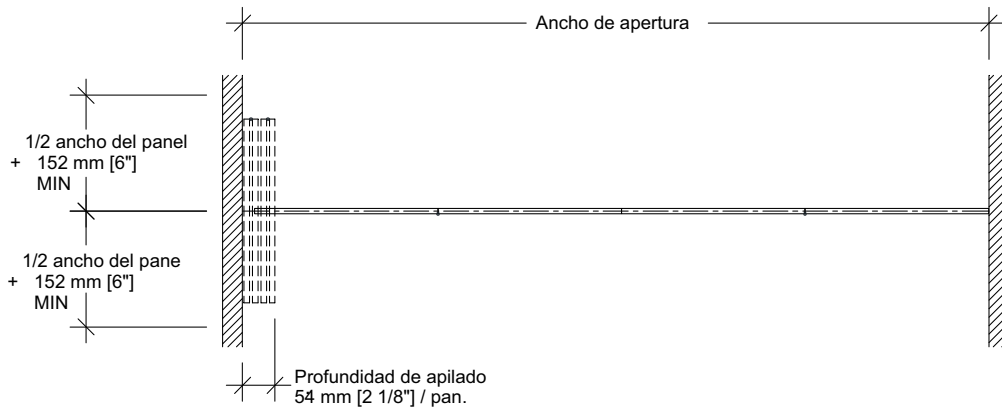 Ancho de apertura
1/2 ancho del panel
+ 152 mm [6"]
MIN
1/2 ancho del pane
+ 152 mm [6"]
MIN
Profundidad de apilado
54 mm [2 1/8"] / pan.